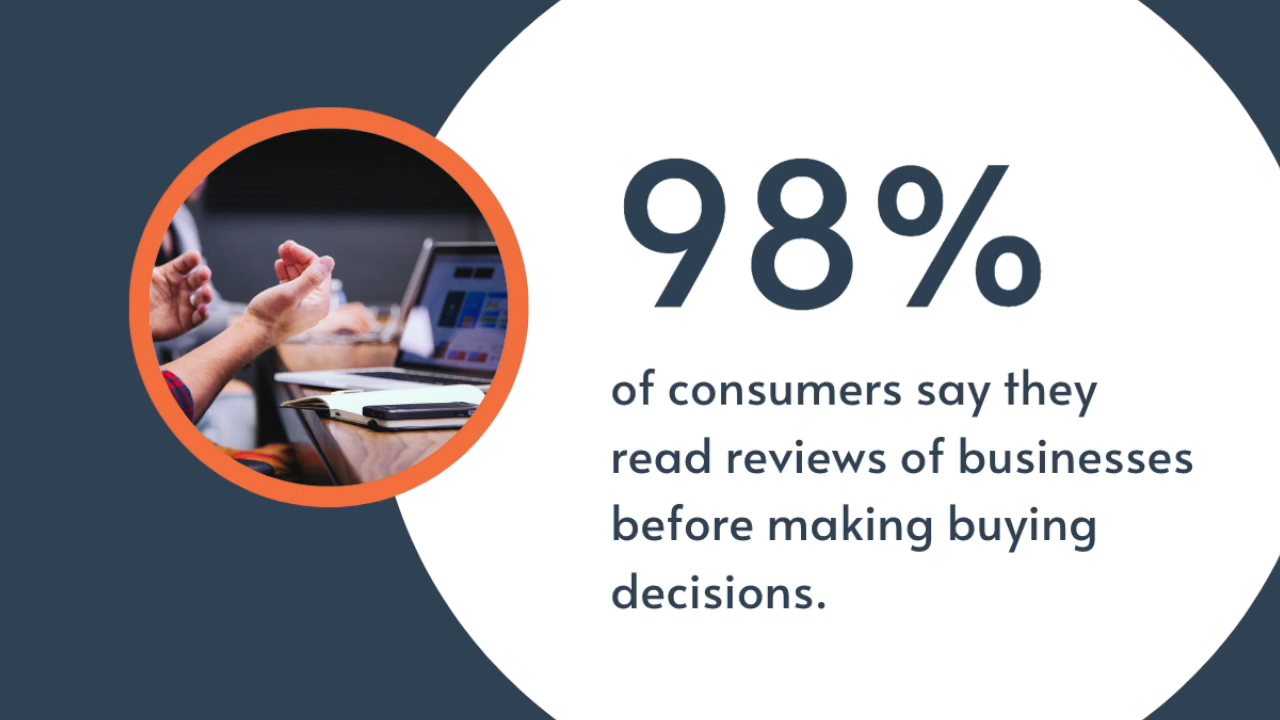 98%
of consumers say they
read reviews of businesses
before making buying
decisions.